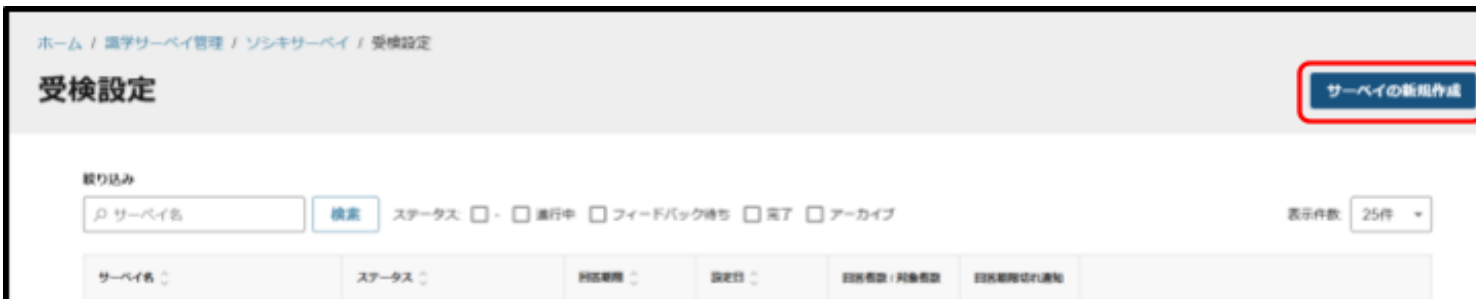 ホーム / 識学サーベイ管理 / ソシキサーベイ / 受検設定
受検設定
サーベイの新規作成
絞り込み
サーベイ名 検索 ステータス: - 進行中 フィードバック待ち 完了 アーカイブ 表示件数 25件
サーベイ名 ステータス 回答期限 設定日 回答者数 / 対象者数 回答期限切れ通知